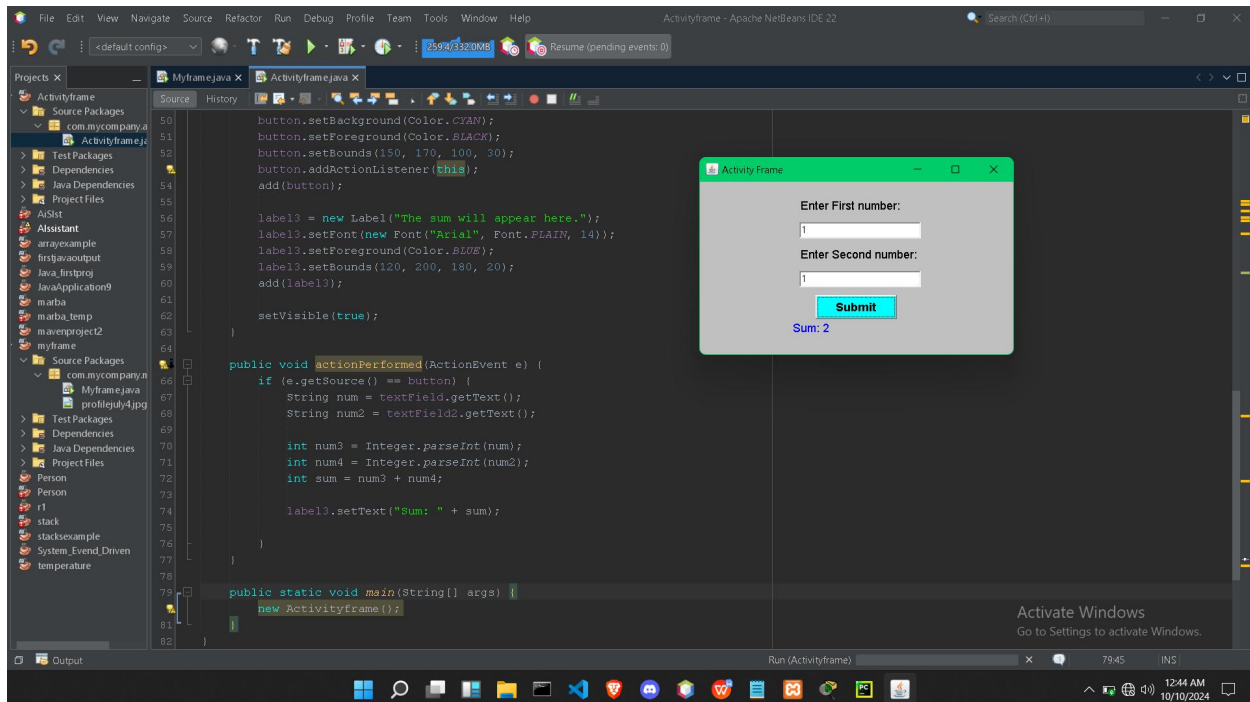 File Edit View Navigate Source Refactor Run Debug Profile Team Tools Window Help
Activityframe - Apache NetBeans IDE 22
Search (Ctrl+I)
<default config>
259.4/332.0MB
Resume (pending events: 0)
Projects
Myframe.java
Activityframe.java
Source History
Activityframe
Source Packages
com.mycompany.a
Activityframe.ja
Test Packages
Dependencies
Java Dependencies
Project Files
AiSIst
AIssistant
arrayexample
firstjavaoutput
Java_firstproj
JavaApplication9
marba
marba_temp
mavenproject2
myframe
Source Packages
com.mycompany.n
Myframe.java
profilejuly4.jpg
Test Packages
Dependencies
Java Dependencies
Project Files
Person
Person
r1
stack
stacksexample
System_Evend_Driven
temperature
50 button.setBackground(Color.CYAN);
51 button.setForeground(Color.BLACK);
52 button.setBounds(150, 170, 100, 30);
button.addActionListener(this);
54 add(button);
55
56 label3 = new Label("The sum will appear here.");
57 label3.setFont(new Font("Arial", Font.PLAIN, 14));
58 label3.setForeground(Color.BLUE);
59 label3.setBounds(120, 200, 180, 20);
60 add(label3);
61
62 setVisible(true);
63 }
64
public void actionPerformed(ActionEvent e) {
66 if (e.getSource() == button) {
67 String num = textField.getText();
68 String num2 = textField2.getText();
69
70 int num3 = Integer.parseInt(num);
71 int num4 = Integer.parseInt(num2);
72 int sum = num3 + num4;
73
74 label3.setText("Sum: " + sum);
75
76 }
77 }
78
79 public static void main(String[] args) {
new Activityframe();
81 }
82 }
Activity Frame
Enter First number:
1
Enter Second number:
1
Submit
Sum: 2
Activate Windows
Go to Settings to activate Windows.
Output
Run (Activityframe)
79:45
INS
PC
12:44 AM
10/10/2024